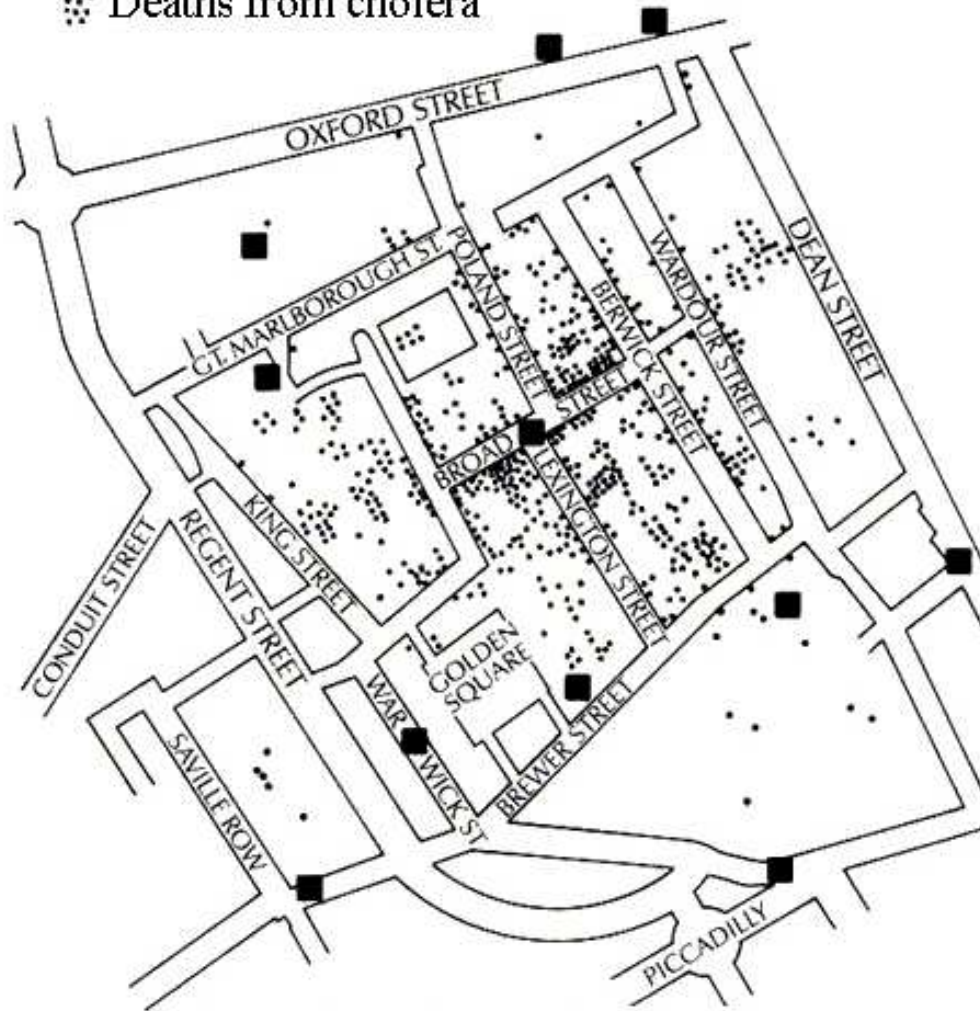 Deaths from cholera
OXFORD STREET
GT. MARLBOROUGH ST.
POLAND STREET
BERWICK STREET
WARDOUR STREET
DEAN STREET
BROAD STREET
LEXINGTON STREET
KING STREET
REGENT STREET
CONDUIT STREET
GOLDEN
SQUARE
WARWICK ST
BREWER STREET
SAVILLE ROW
PICCADILLY